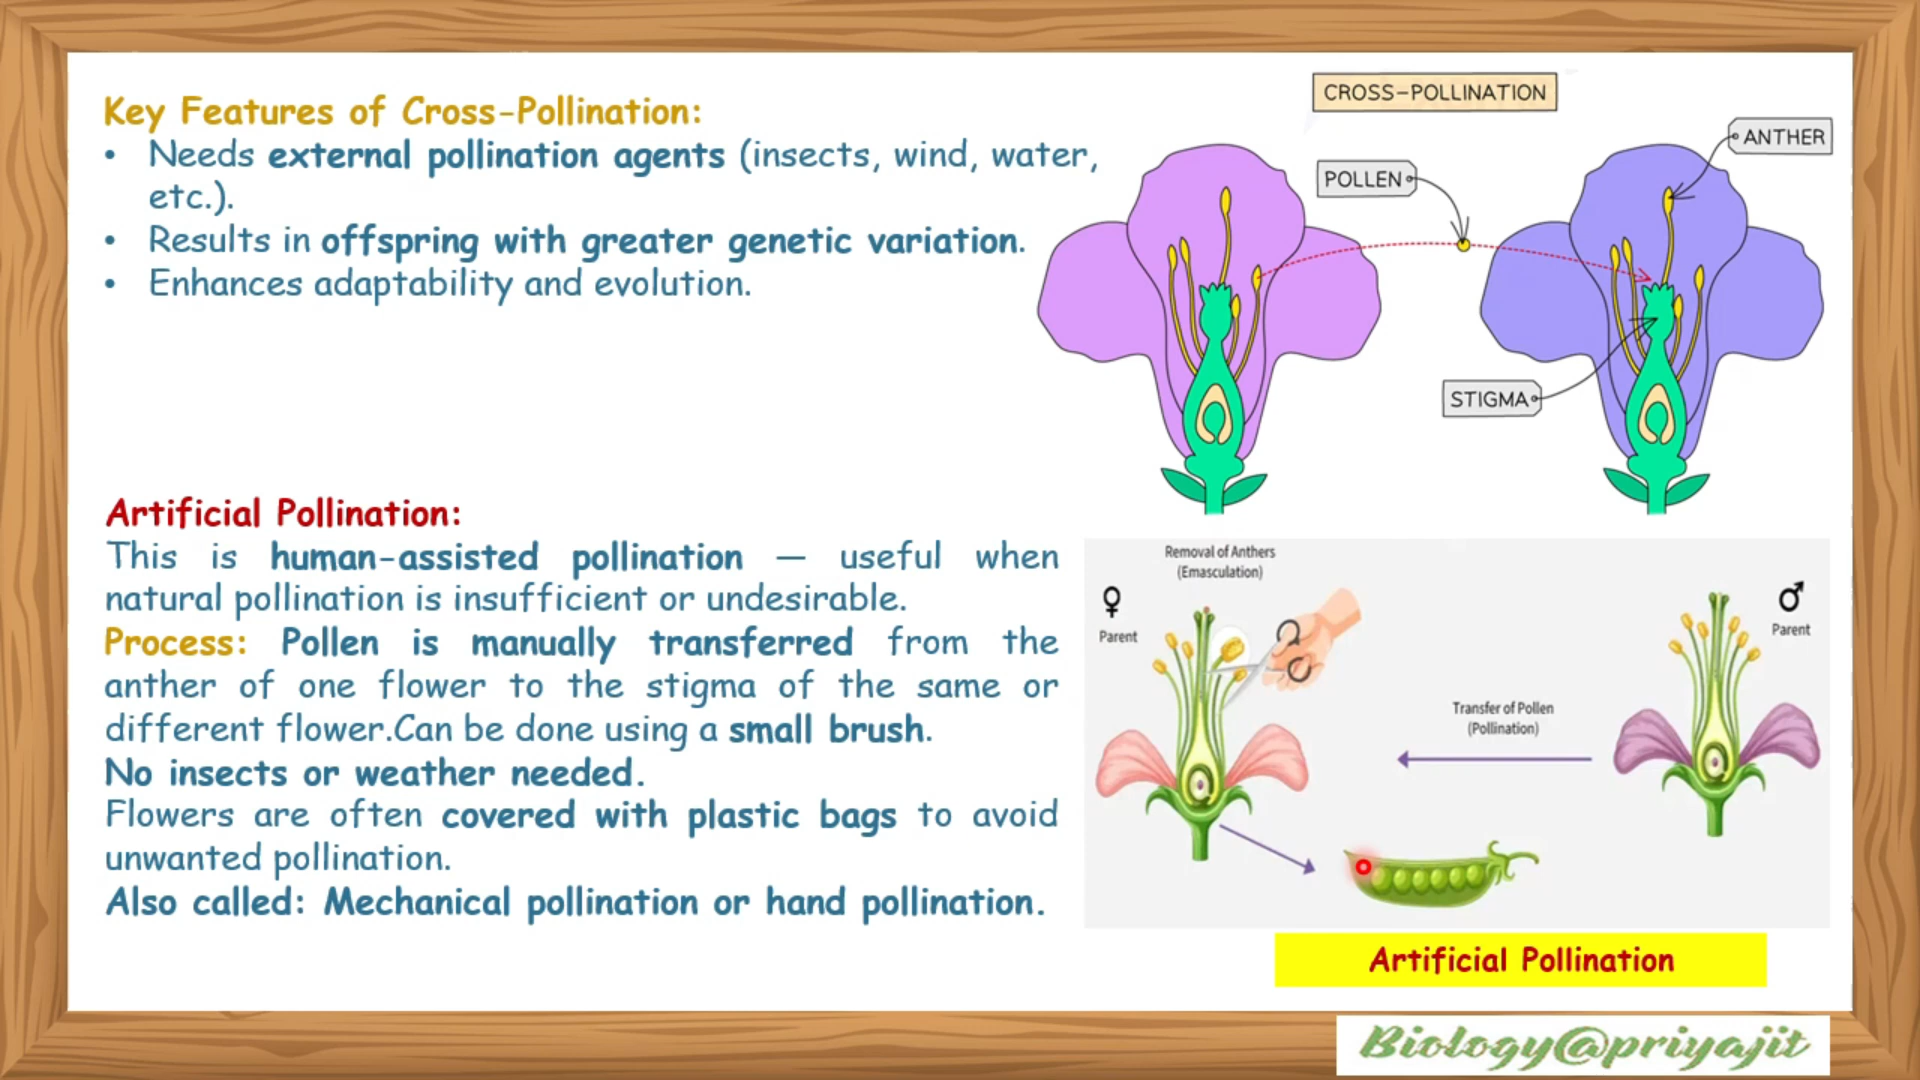 Key Features of Cross-Pollination:
• Needs external pollination agents (insects, wind, water,
etc.).
• Results in offspring with greater genetic variation.
• Enhances adaptability and evolution.
CROSS-POLLINATION
ANTHER
POLLEN
STIGMA
Artificial Pollination:
This is human-assisted pollination — useful when
natural pollination is insufficient or undesirable.
Process: Pollen is manually transferred from the
anther of one flower to the stigma of the same or
different flower.Can be done using a small brush.
No insects or weather needed.
Flowers are often covered with plastic bags to avoid
unwanted pollination.
Also called: Mechanical pollination or hand pollination.
Removal of Anthers
(Emasculation)
♀
Parent
♂
Parent
Transfer of Pollen
(Pollination)
Artificial Pollination
Biology@priyajit